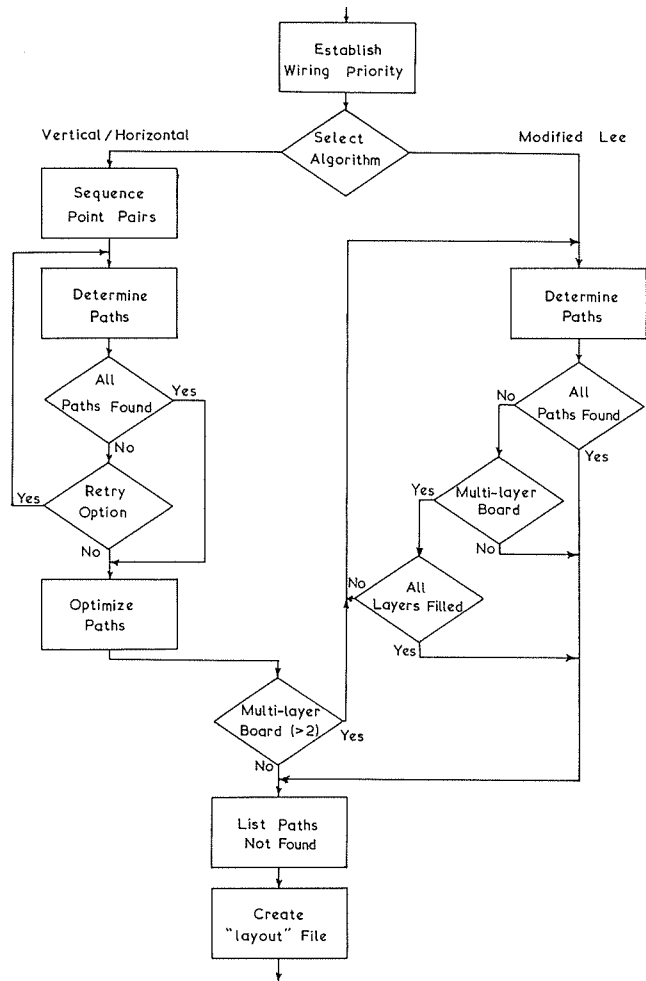 Establish
Wiring Priority
Vertical/Horizontal
Select
Algorithm
Modified Lee
Sequence
Point Pairs
Determine
Paths
All
Paths Found
Yes
No
Retry
Option
Yes
No
Optimize
Paths
Determine
Paths
All
Paths Found
No
Yes
Multi-layer
Board
Yes
No
All
Layers Filled
No
Yes
Multi-layer
Board (>2)
Yes
No
List Paths
Not Found
Create
"layout" File